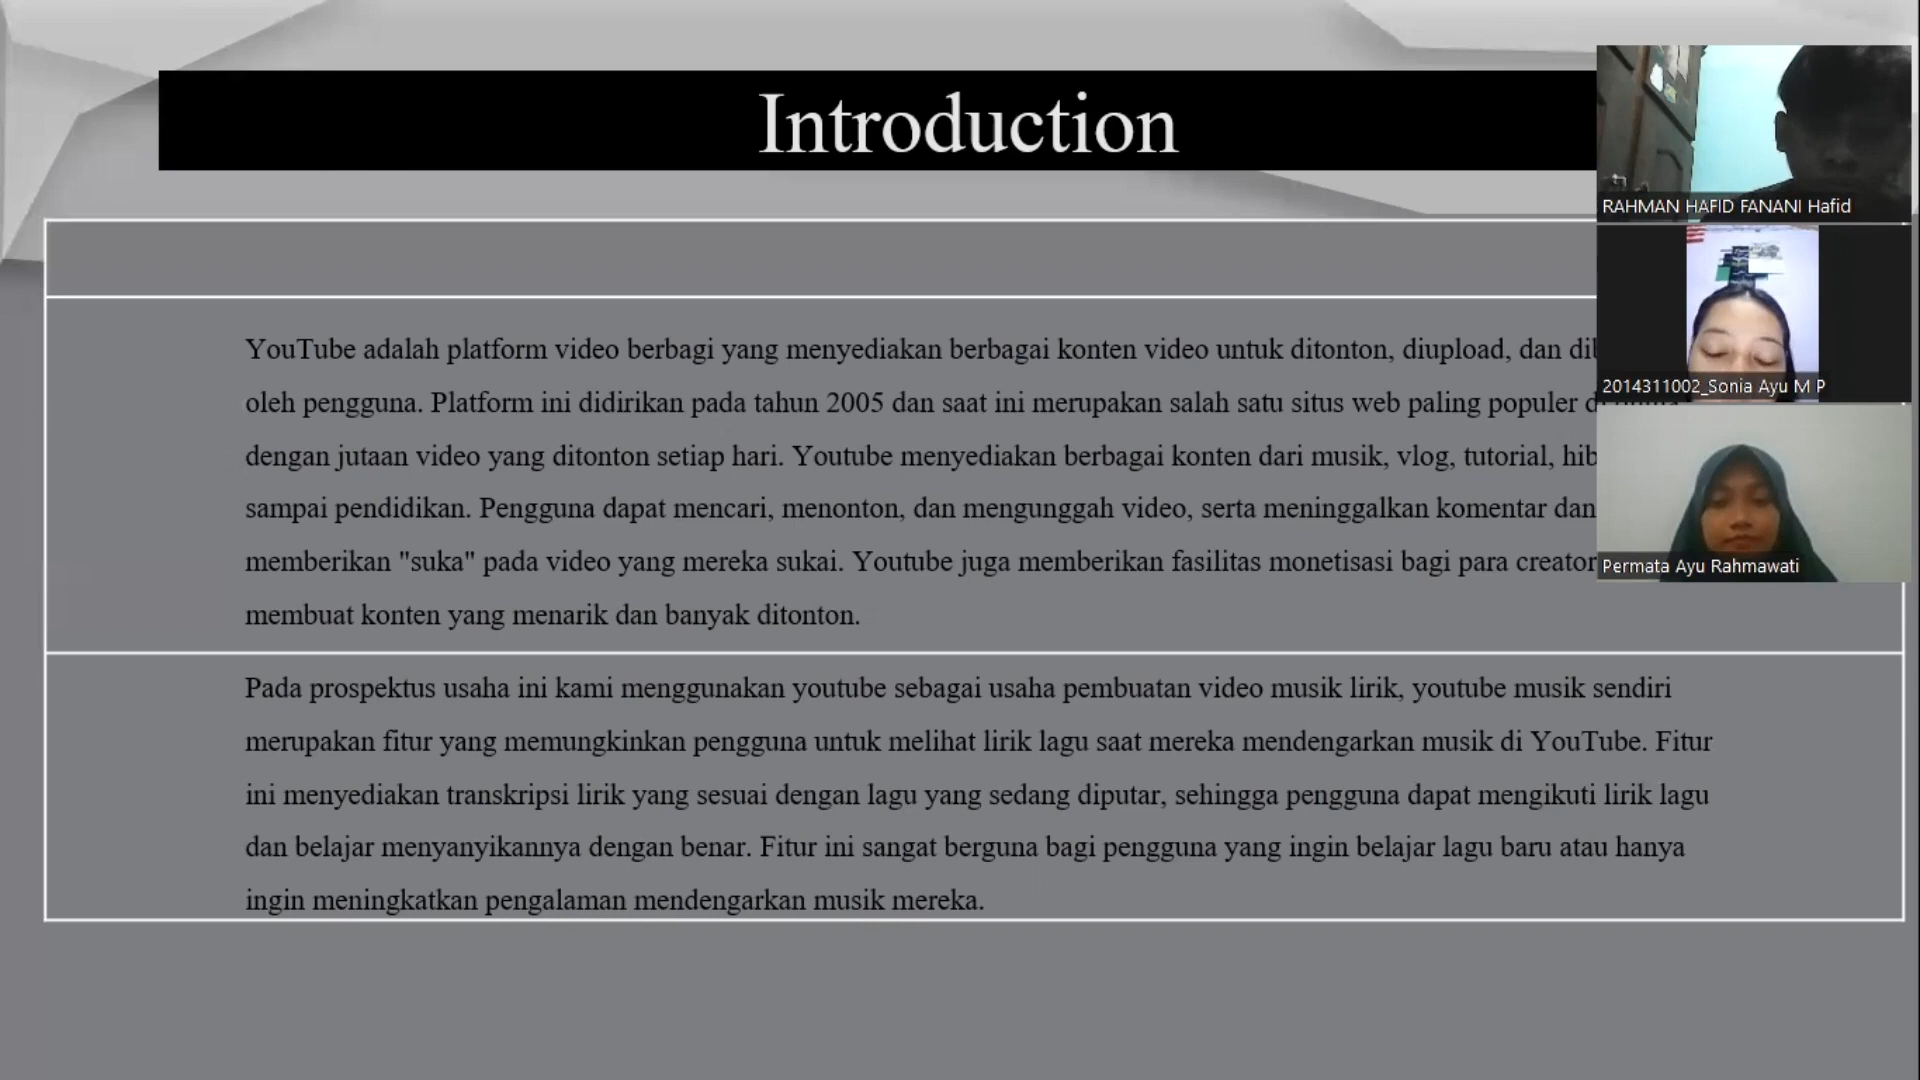 Introduction
YouTube adalah platform video berbagi yang menyediakan berbagai konten video untuk ditonton, diupload, dan
oleh pengguna. Platform ini didirikan pada tahun 2005 dan saat ini merupakan salah satu situs web paling populer
dengan jutaan video yang ditonton setiap hari. Youtube menyediakan berbagai konten dari musik, vlog, tutorial,
sampai pendidikan. Pengguna dapat mencari, menonton, dan mengunggah video, serta meninggalkan komentar dan
memberikan "suka" pada video yang mereka sukai. Youtube juga memberikan fasilitas monetisasi bagi para creator
membuat konten yang menarik dan banyak ditonton.
Pada prospektus usaha ini kami menggunakan youtube sebagai usaha pembuatan video musik lirik, youtube musik sendiri
merupakan fitur yang memungkinkan pengguna untuk melihat lirik lagu saat mereka mendengarkan musik di YouTube. Fitur
ini menyediakan transkripsi lirik yang sesuai dengan lagu yang sedang diputar, sehingga pengguna dapat mengikuti lirik lagu
dan belajar menyanyikannya dengan benar. Fitur ini sangat berguna bagi pengguna yang ingin belajar lagu baru atau hanya
ingin meningkatkan pengalaman mendengarkan musik mereka.
RAHMAN HAFID FANANI Hafid
2014311002_Sonia Ayu M P
Permata Ayu Rahmawati